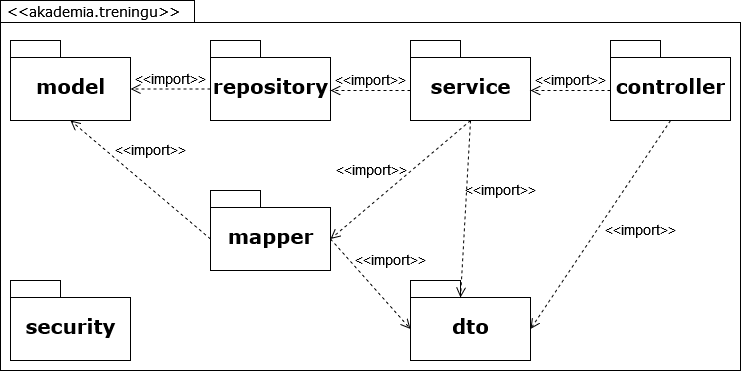 <<akademia.treningu>>
model
<<import>>
repository
<<import>>
service
<<import>>
controller
<<import>>
<<import>>
<<import>>
<<import>>
mapper
<<import>>
security
dto